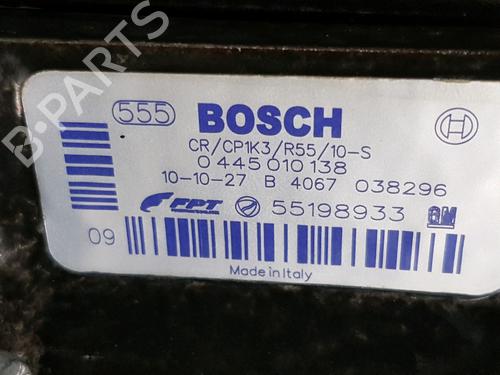 555 BOSCH
CR/CP1K3/R55/10-S
0 445 010 138
10-10-27 B 4067 038296
FPT 55198933 GM
09
Made in Italy
B-PARTS